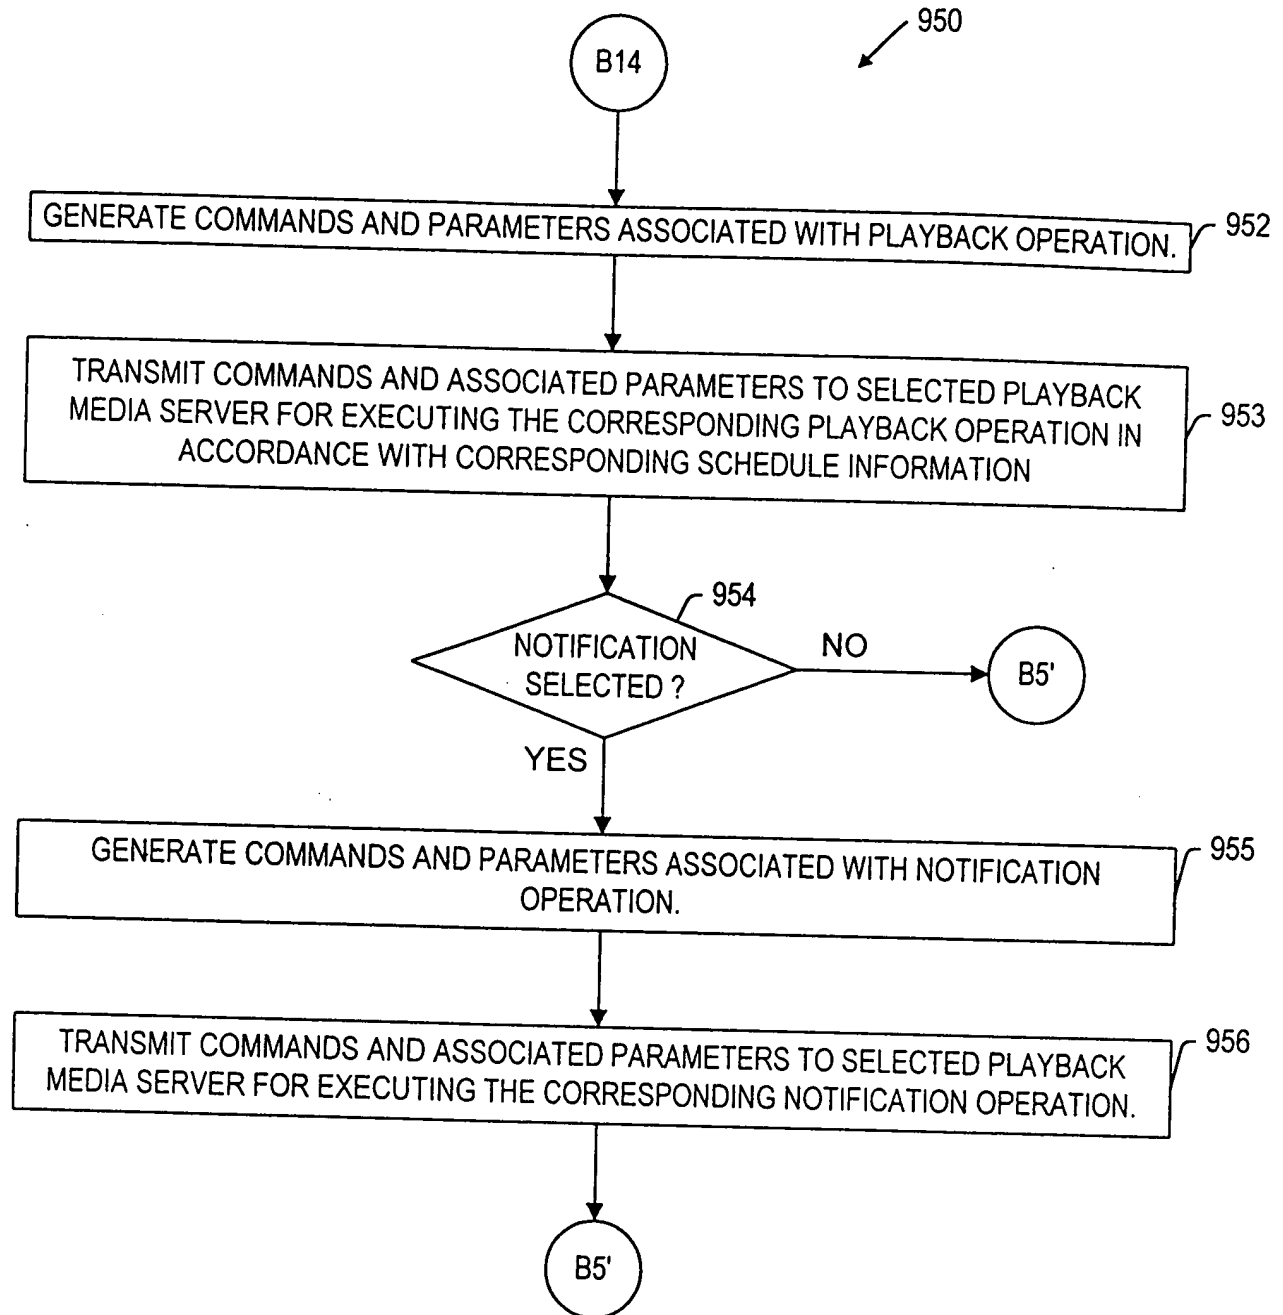 950
B14
GENERATE COMMANDS AND PARAMETERS ASSOCIATED WITH PLAYBACK OPERATION.
952
TRANSMIT COMMANDS AND ASSOCIATED PARAMETERS TO SELECTED PLAYBACK
MEDIA SERVER FOR EXECUTING THE CORRESPONDING PLAYBACK OPERATION IN
ACCORDANCE WITH CORRESPONDING SCHEDULE INFORMATION
953
954
NOTIFICATION
SELECTED ?
NO
B5'
YES
GENERATE COMMANDS AND PARAMETERS ASSOCIATED WITH NOTIFICATION
OPERATION.
955
TRANSMIT COMMANDS AND ASSOCIATED PARAMETERS TO SELECTED PLAYBACK
MEDIA SERVER FOR EXECUTING THE CORRESPONDING NOTIFICATION OPERATION.
956
B5'